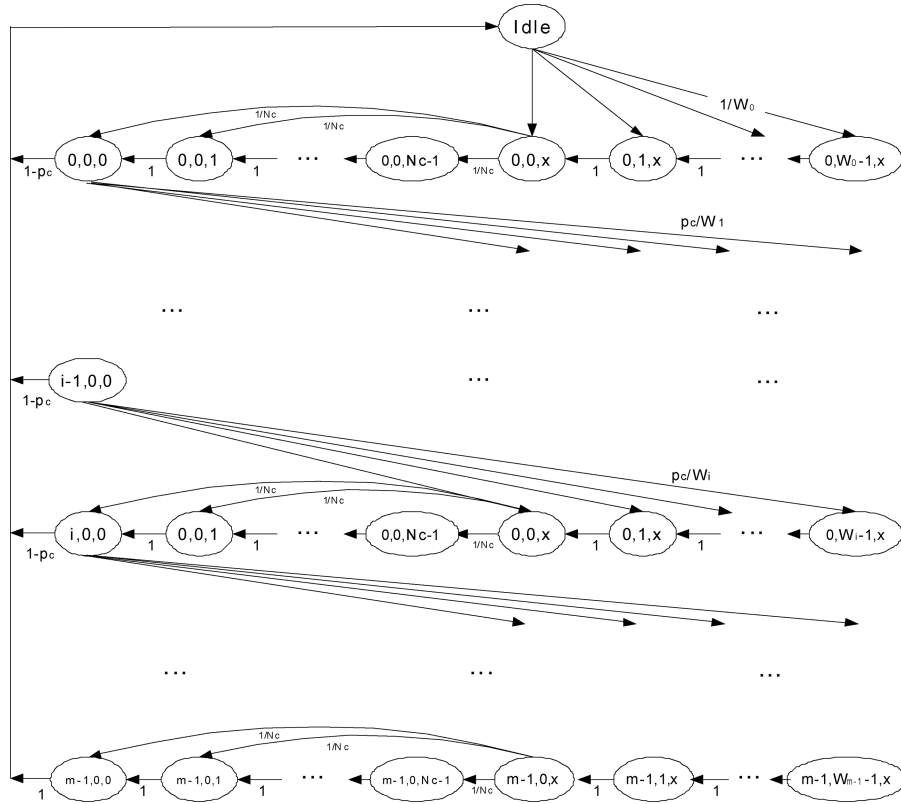 Idle
1/W0
1/Nc
1/Nc
0,0,0 0,0,1 ... 0,0,Nc-1 0,0,x 0,1,x ... 0,W0-1,x
1-pc 1 1 1/Nc 1 1
pc/W1
... ... ...
i-1,0,0 ... ...
1-pc
pc/Wi
1/Nc
1/Nc
i,0,0 0,0,1 ... 0,0,Nc-1 0,0,x 0,1,x ... 0,Wi-1,x
1-pc 1 1 1/Nc 1 1
... ... ...
1/Nc
1/Nc
m-1,0,0 m-1,0,1 ... m-1,0,Nc-1 m-1,0,x m-1,1,x ... m-1,Wm-1-1,x
1 1 1 1/Nc 1 1